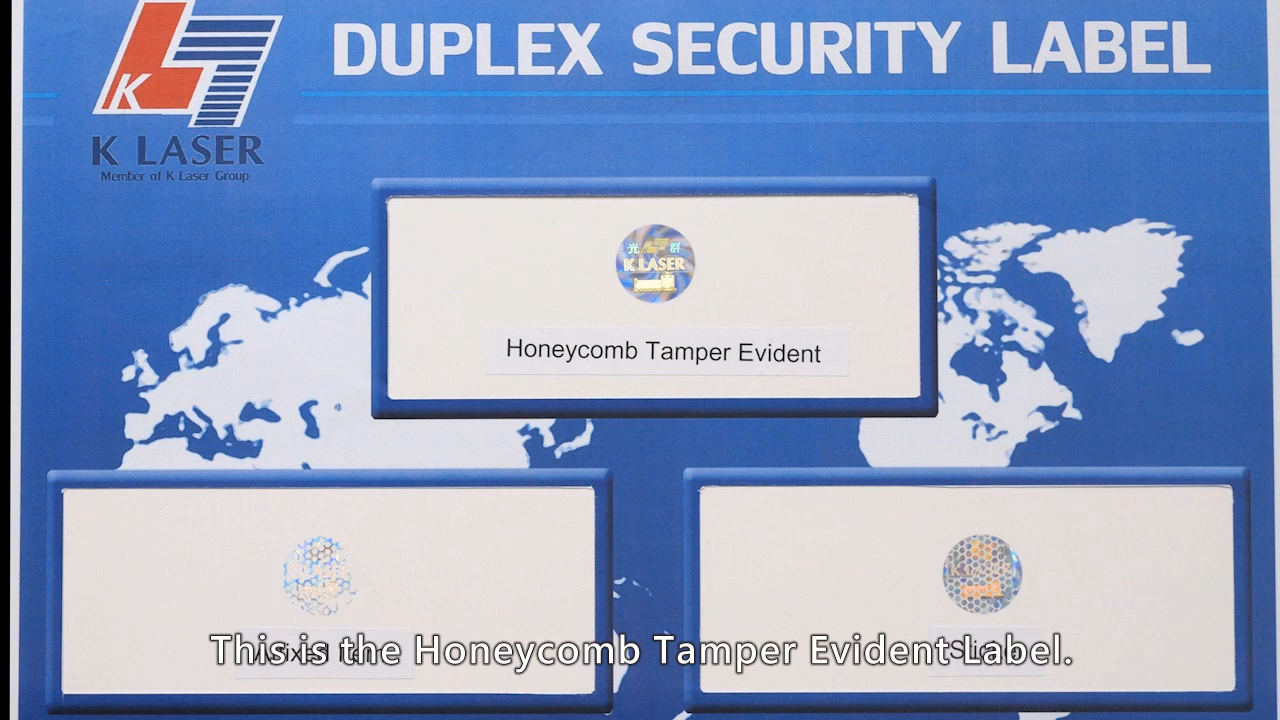 K
DUPLEX SECURITY LABEL
K LASER
Member of K Laser Group
光 群
K LASER
Honeycomb Tamper Evident
This is the Honeycomb Tamper Evident Label.